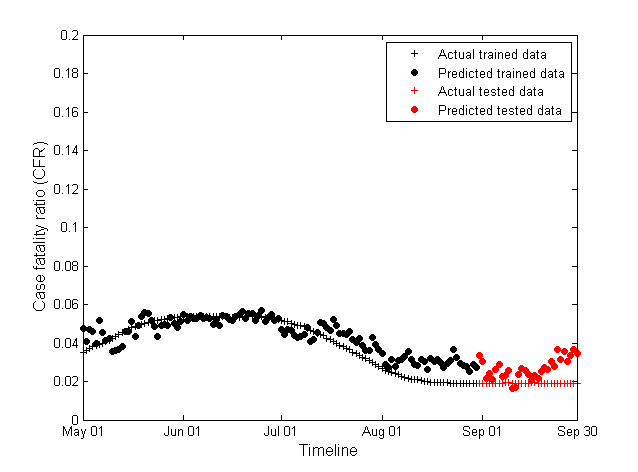 0.2
0.18
0.16
0.14
0.12
0.1
0.08
0.06
0.04
0.02
0
Case fatality ratio (CFR)
Actual trained data
Predicted trained data
Actual tested data
Predicted tested data
May 01 Jun 01 Jul 01 Aug 01 Sep 01 Sep 30
Timeline